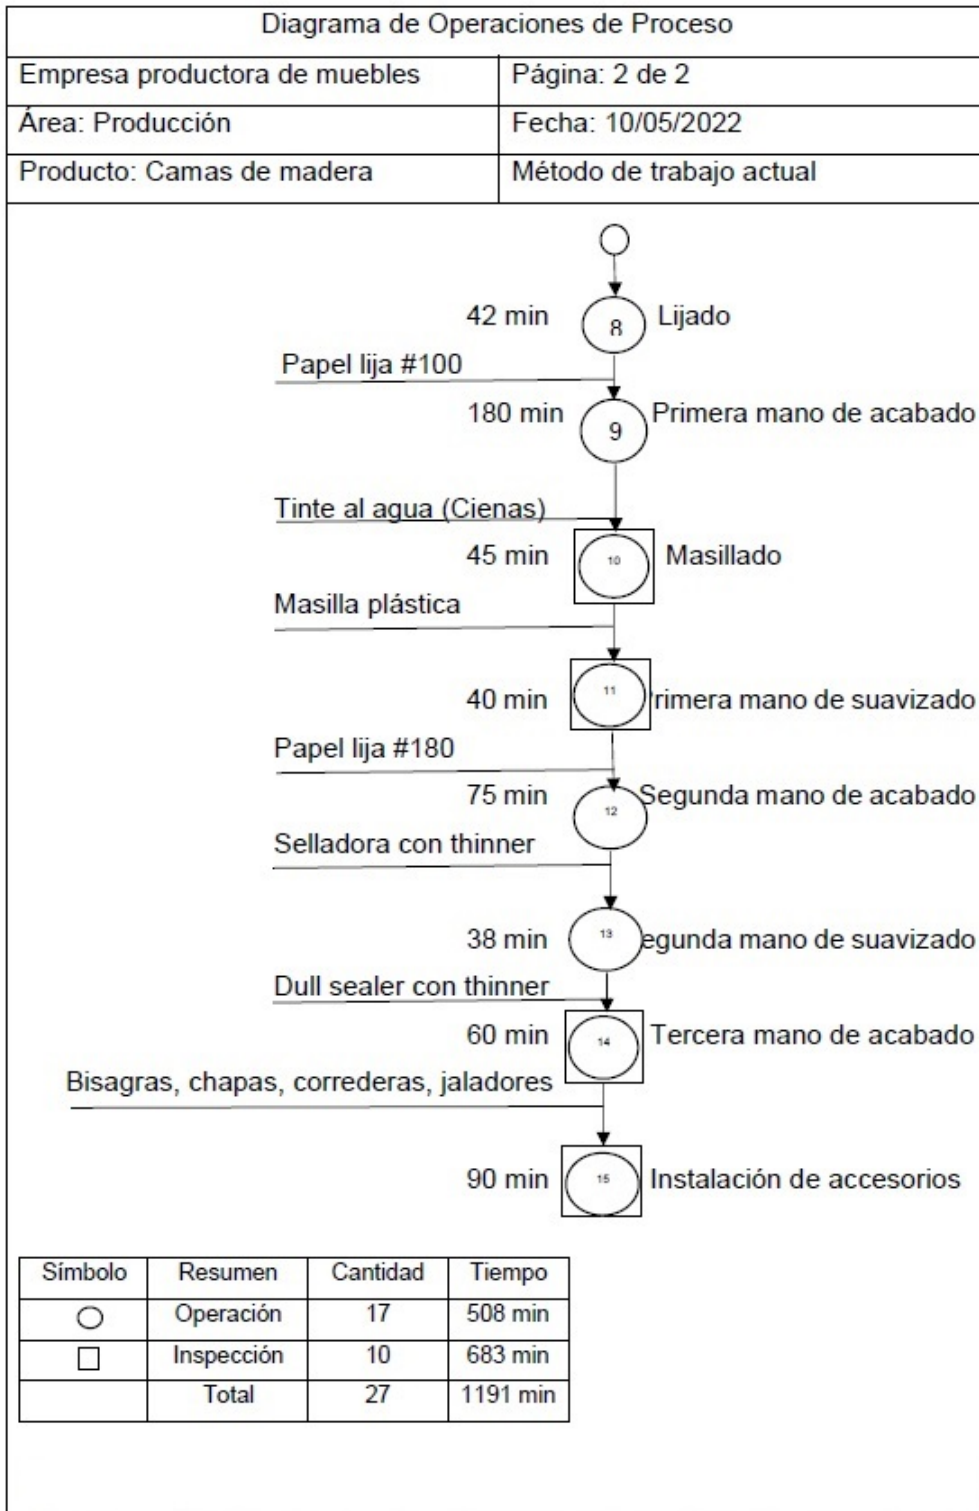 Diagrama de Operaciones de Proceso
Empresa productora de muebles Página: 2 de 2
Área: Producción Fecha: 10/05/2022
Producto: Camas de madera Método de trabajo actual
42 min 8 Lijado
Papel lija #100
180 min 9 Primera mano de acabado
Tinte al agua (Cienas)
45 min 10 Masillado
Masilla plástica
40 min 11 rimera mano de suavizado
Papel lija #180
75 min 12 Segunda mano de acabado
Selladora con thinner
38 min 13 egunda mano de suavizado
Dull sealer con thinner
60 min 14 Tercera mano de acabado
Bisagras, chapas, correderas, jaladores
90 min 15 Instalación de accesorios
Símbolo Resumen Cantidad Tiempo
Operación 17 508 min
Inspección 10 683 min
Total 27 1191 min